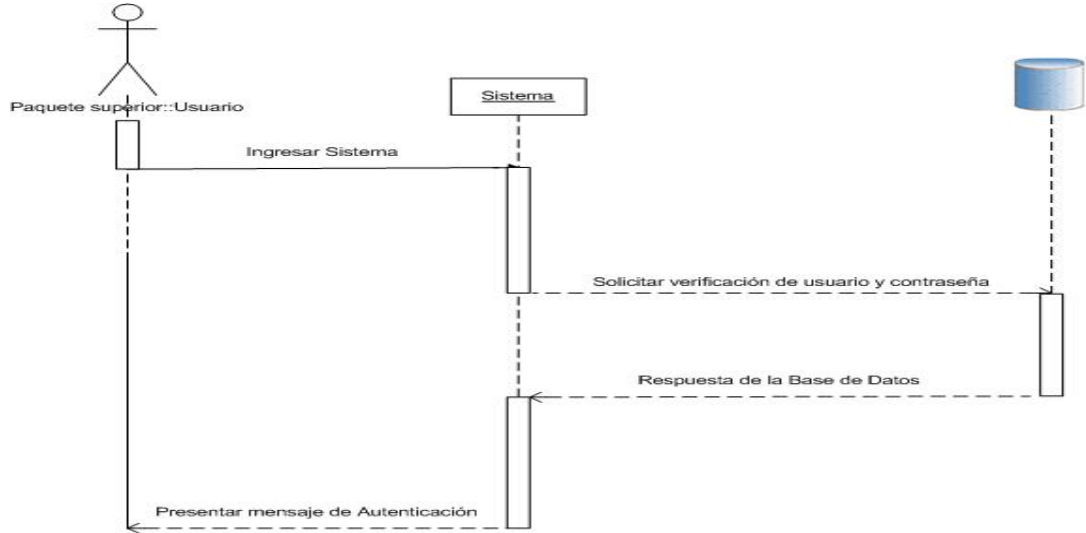 Sistema
Paquete superior::Usuario
Ingresar Sistema
Solicitar verificación de usuario y contraseña
Respuesta de la Base de Datos
Presentar mensaje de Autenticación